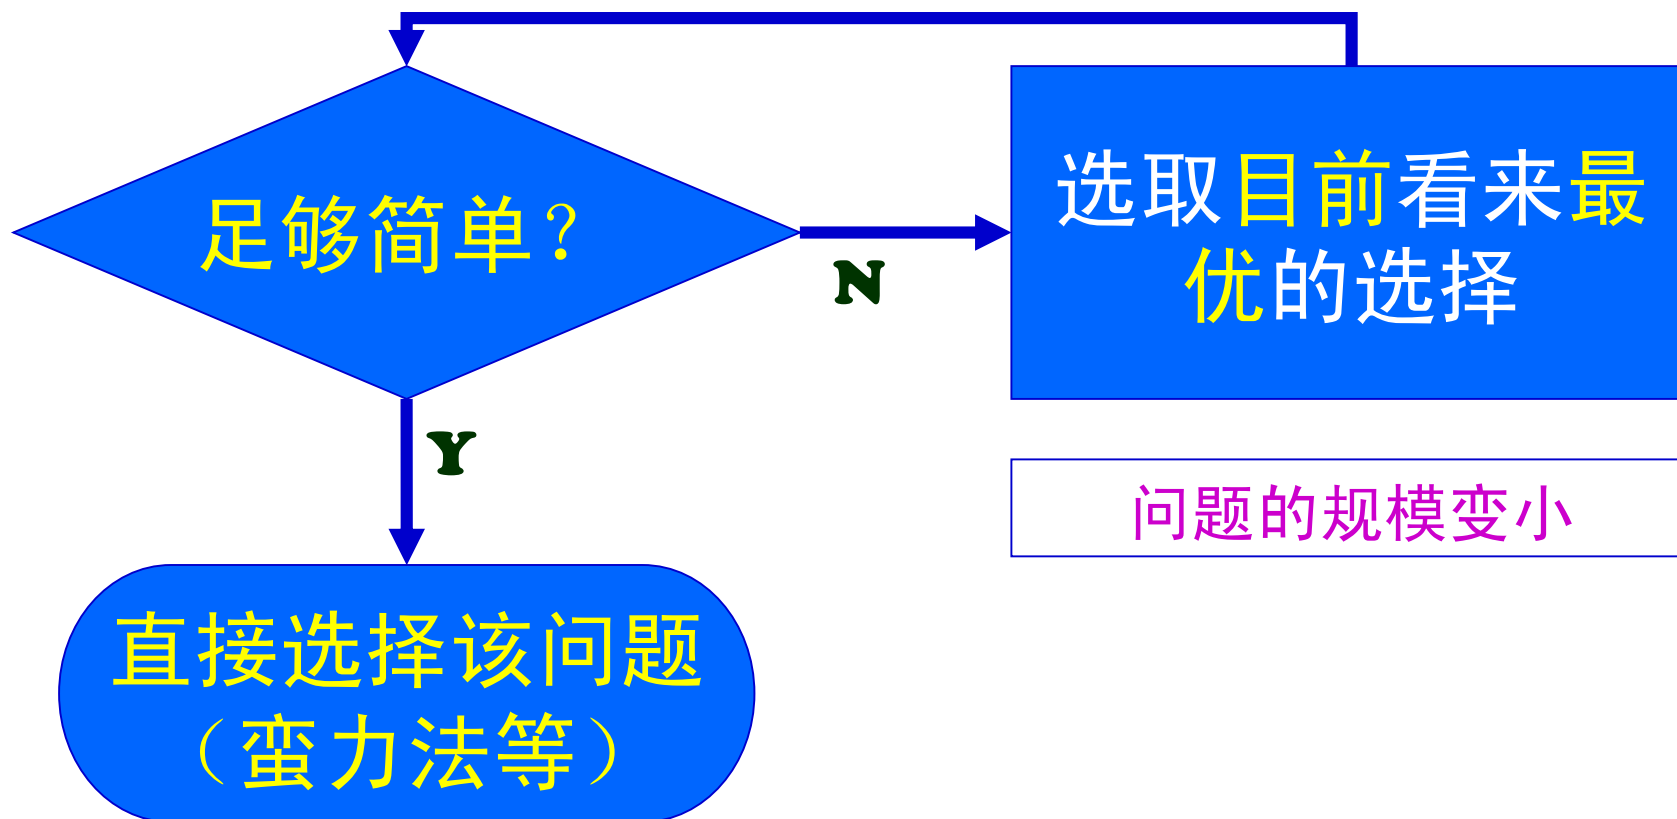 足够简单？
N
选取目前看来最
优的选择
Y
问题的规模变小
直接选择该问题
（蛮力法等）